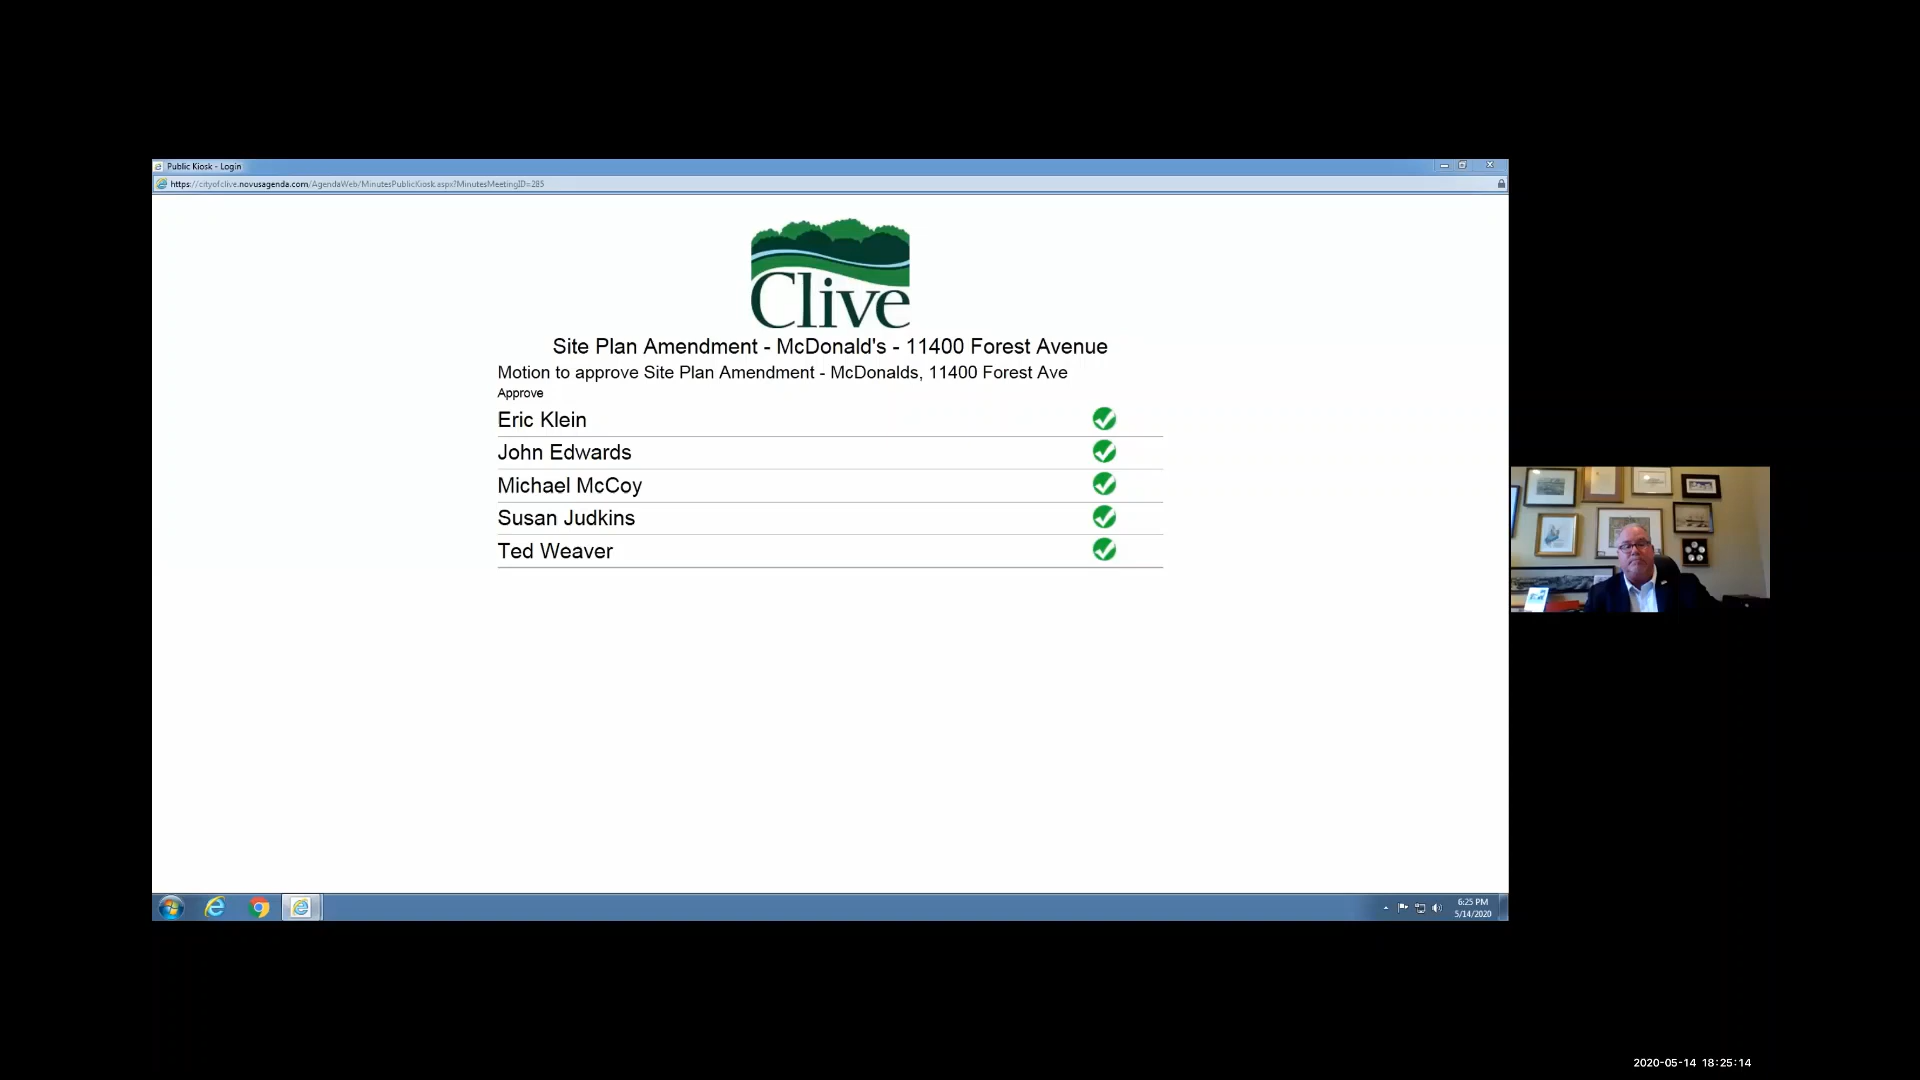 Public Kiosk - Login
https://cityofclive.novusagenda.com/AgendaWeb/MinutesPublicKiosk.aspx?MinutesMeetingID=285
Clive
Site Plan Amendment - McDonald's - 11400 Forest Avenue
Motion to approve Site Plan Amendment - McDonalds, 11400 Forest Ave
Approve
Eric Klein
John Edwards
Michael McCoy
Susan Judkins
Ted Weaver
6:25 PM
5/14/2020
2020-05-14 18:25:14